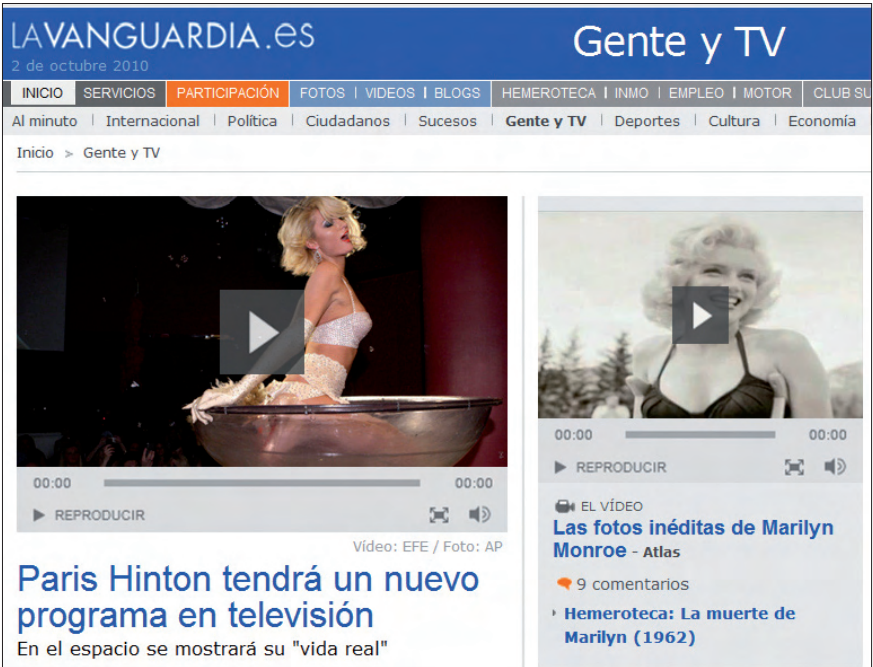 LAVANGUARDIA.es
Gente y TV
2 de octubre 2010
INICIO SERVICIOS PARTICIPACIÓN FOTOS | VIDEOS | BLOGS HEMEROTECA | INMO | EMPLEO | MOTOR CLUB SU
Al minuto | Internacional | Política | Ciudadanos | Sucesos | Gente y TV | Deportes | Cultura | Economía
Inicio > Gente y TV
00:00 00:00
REPRODUCIR
Vídeo: EFE / Foto: AP
Paris Hinton tendrá un nuevo
programa en televisión
En el espacio se mostrará su "vida real"
00:00 00:00
REPRODUCIR
EL VÍDEO
Las fotos inéditas de Marilyn
Monroe - Atlas
9 comentarios
Hemeroteca: La muerte de
Marilyn (1962)